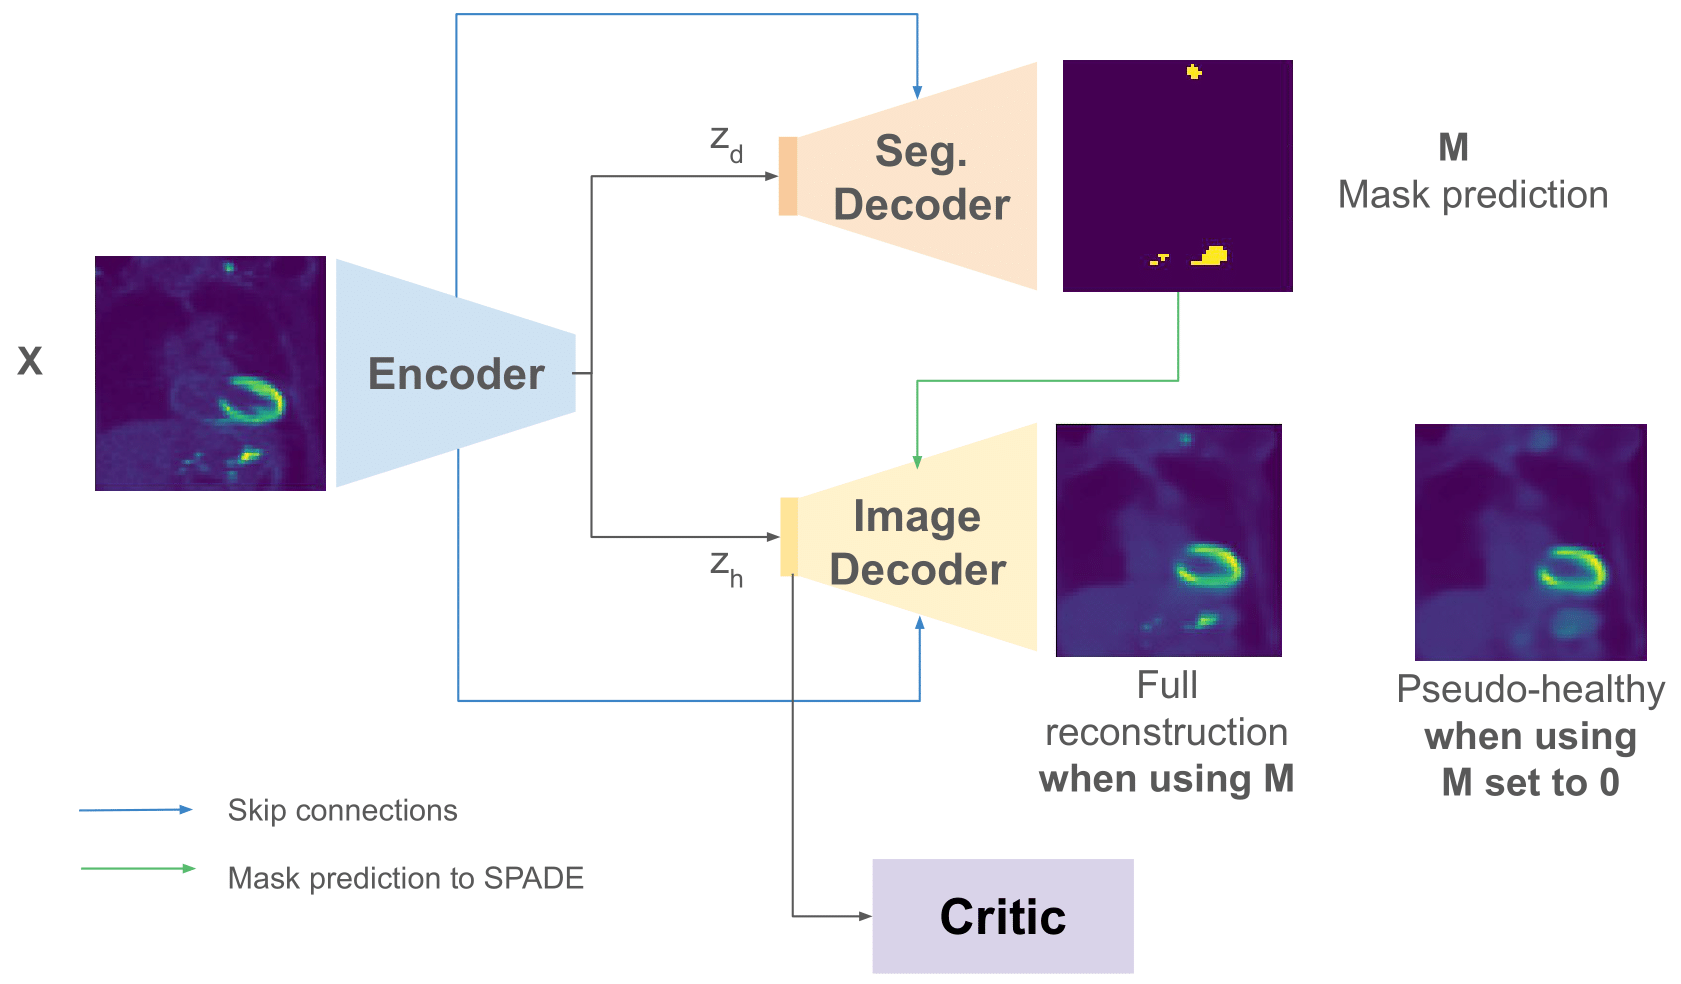 X
Encoder
z_d
Seg.
Decoder
M
Mask prediction
z_h
Image
Decoder
Full
reconstruction
when using M
Pseudo-healthy
when using
M set to 0
Skip connections
Mask prediction to SPADE
Critic